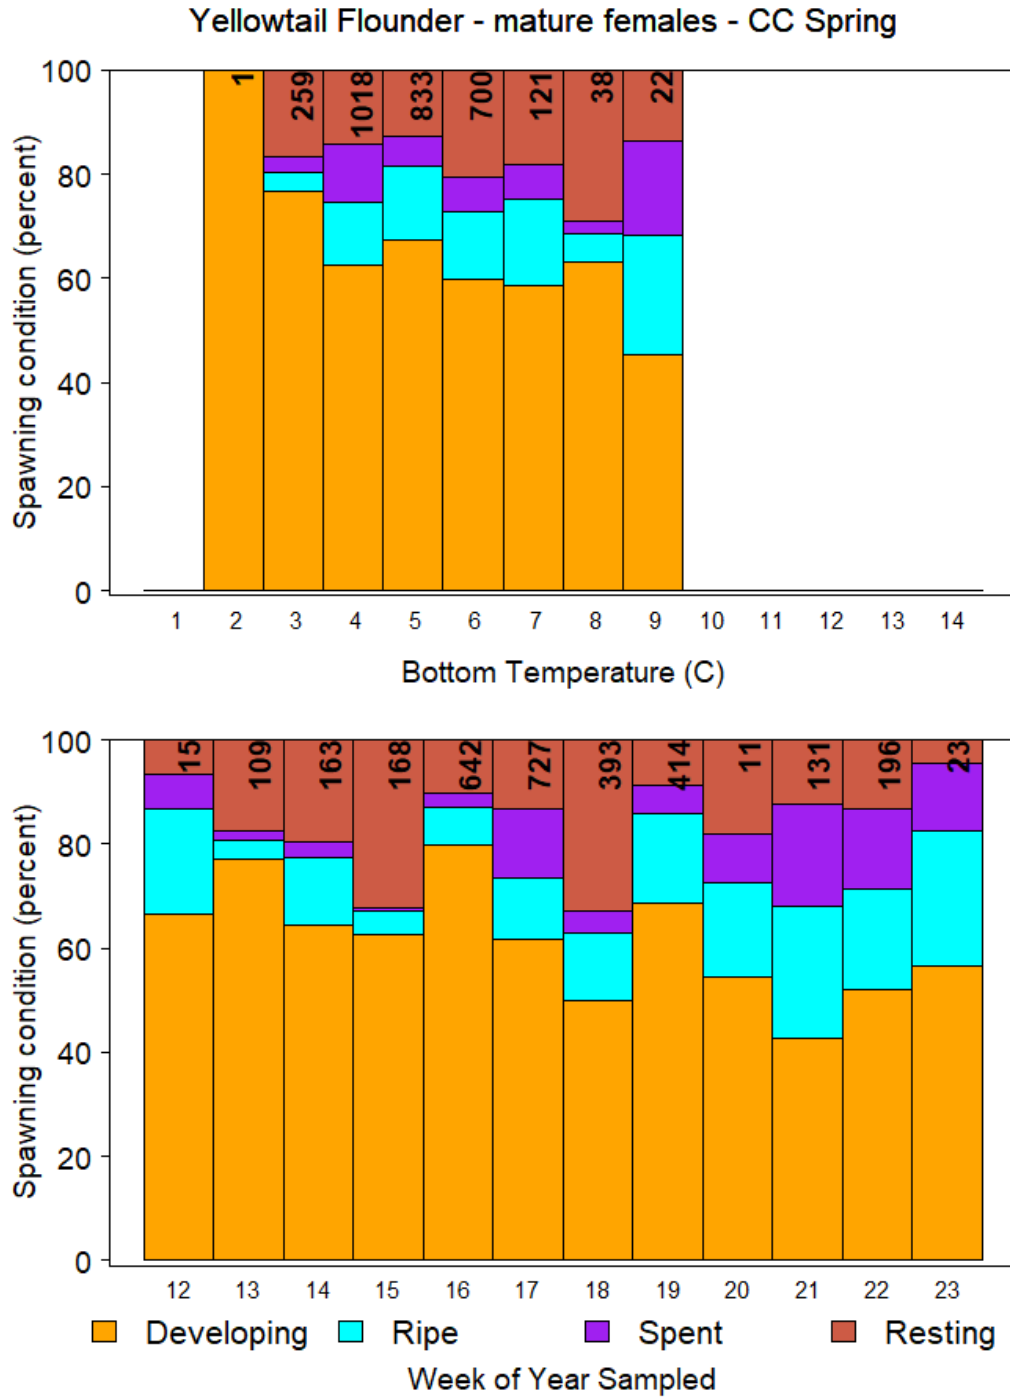 Yellowtail Flounder - mature females - CC Spring
Spawning condition (percent)
100
80
60
40
20
0
1 259 1018 833 700 121 38 22
1 2 3 4 5 6 7 8 9 10 11 12 13 14
Bottom Temperature (C)
Spawning condition (percent)
100
80
60
40
20
0
15 109 163 168 642 727 393 414 11 131 196 23
12 13 14 15 16 17 18 19 20 21 22 23
Developing Ripe Spent Resting
Week of Year Sampled